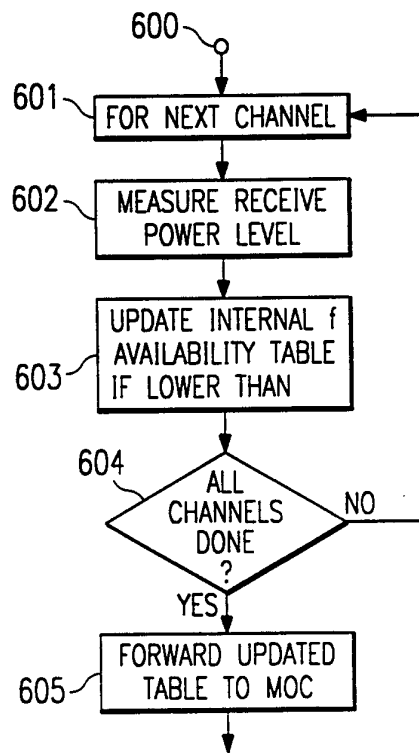 600
601
FOR NEXT CHANNEL
602
MEASURE RECEIVE
POWER LEVEL
603
UPDATE INTERNAL f
AVAILABILITY TABLE
IF LOWER THAN
604
ALL
CHANNELS
DONE
?
NO
YES
605
FORWARD UPDATED
TABLE TO MOC